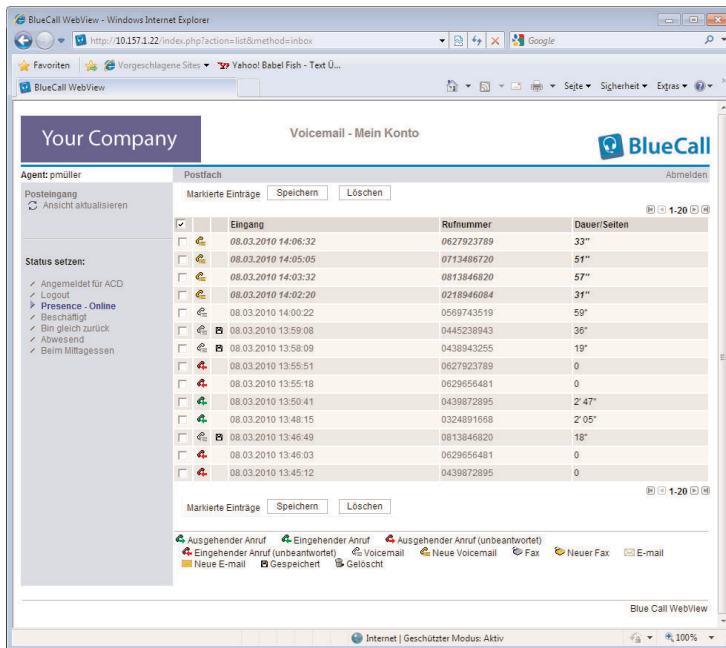 BlueCall WebView - Windows Internet Explorer
http://10.157.1.22/index.php?action=list&method=inbox
Google
Favoriten Vorgeschlagene Sites Yahoo! Babel Fish - Text Ü...
BlueCall WebView
Seite Sicherheit Extras
Your Company
Voicemail - Mein Konto
BlueCall
Agent: pmüller
Postfach
Abmelden
Posteingang
Ansicht aktualisieren
Markierte Einträge Speichern Löschen
1-20
Eingang Rufnummer Dauer/Seiten
08.03.2010 14:06:32 0627923789 33"
08.03.2010 14:05:05 0713486720 51"
08.03.2010 14:03:32 0813846820 57"
08.03.2010 14:02:20 0218946084 31"
08.03.2010 14:00:22 0569743519 59"
08.03.2010 13:59:08 0445238943 36"
08.03.2010 13:58:09 0438943255 19"
08.03.2010 13:55:51 0627923789 0
08.03.2010 13:55:18 0629656481 0
08.03.2010 13:50:41 0439872895 2' 47"
08.03.2010 13:48:15 0324891668 2' 05"
08.03.2010 13:46:49 0813846820 18"
08.03.2010 13:46:03 0629656481 0
08.03.2010 13:45:12 0439872895 0
Status setzen:
Angemeldet für ACD
Logout
Presence - Online
Beschäftigt
Bin gleich zurück
Abwesend
Beim Mittagessen
1-20
Markierte Einträge Speichern Löschen
Ausgehender Anruf Eingehender Anruf Ausgehender Anruf (unbeantwortet)
Eingehender Anruf (unbeantwortet) Voicemail Neue Voicemail Fax Neuer Fax E-mail
Neue E-mail Gespeichert Gelöscht
Blue Call WebView
Internet | Geschützter Modus: Aktiv
100%